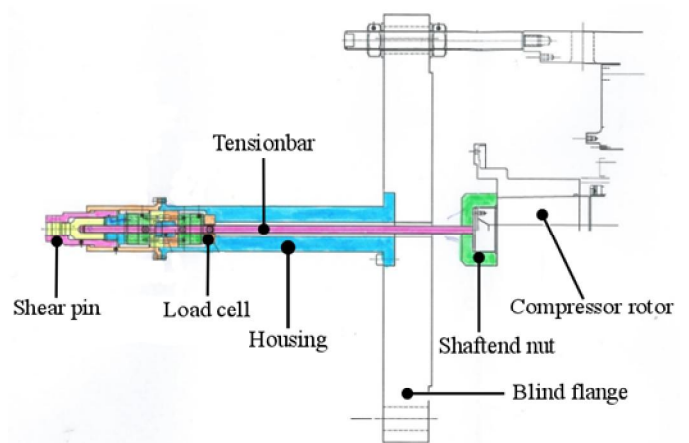 Tensionbar
Shear pin
Load cell
Housing
Compressor rotor
Shaftend nut
Blind flange